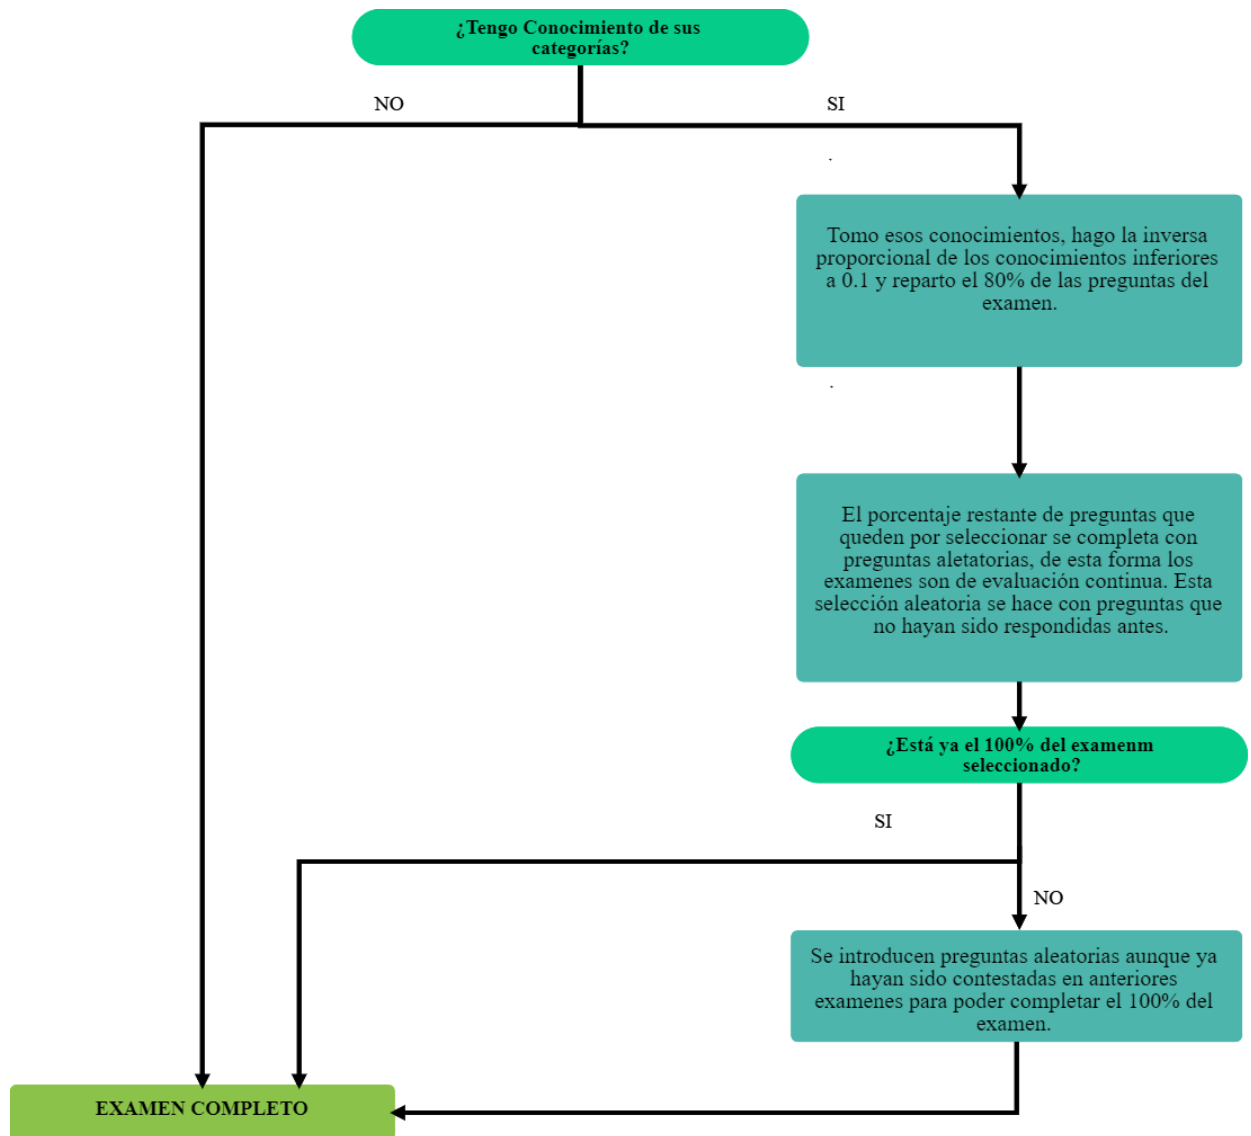 ¿Tengo Conocimiento de sus
categorías?
NO
SI
.
Tomo esos conocimientos, hago la inversa
proporcional de los conocimientos inferiores
a 0.1 y reparto el 80% de las preguntas del
examen.
.
El porcentaje restante de preguntas que
queden por seleccionar se completa con
preguntas aletatorias, de esta forma los
examenes son de evaluación continua. Esta
selección aleatoria se hace con preguntas que
no hayan sido respondidas antes.
¿Está ya el 100% del examenm
seleccionado?
SI
NO
Se introducen preguntas aleatorias aunque ya
hayan sido contestadas en anteriores
examenes para poder completar el 100% del
examen.
EXAMEN COMPLETO